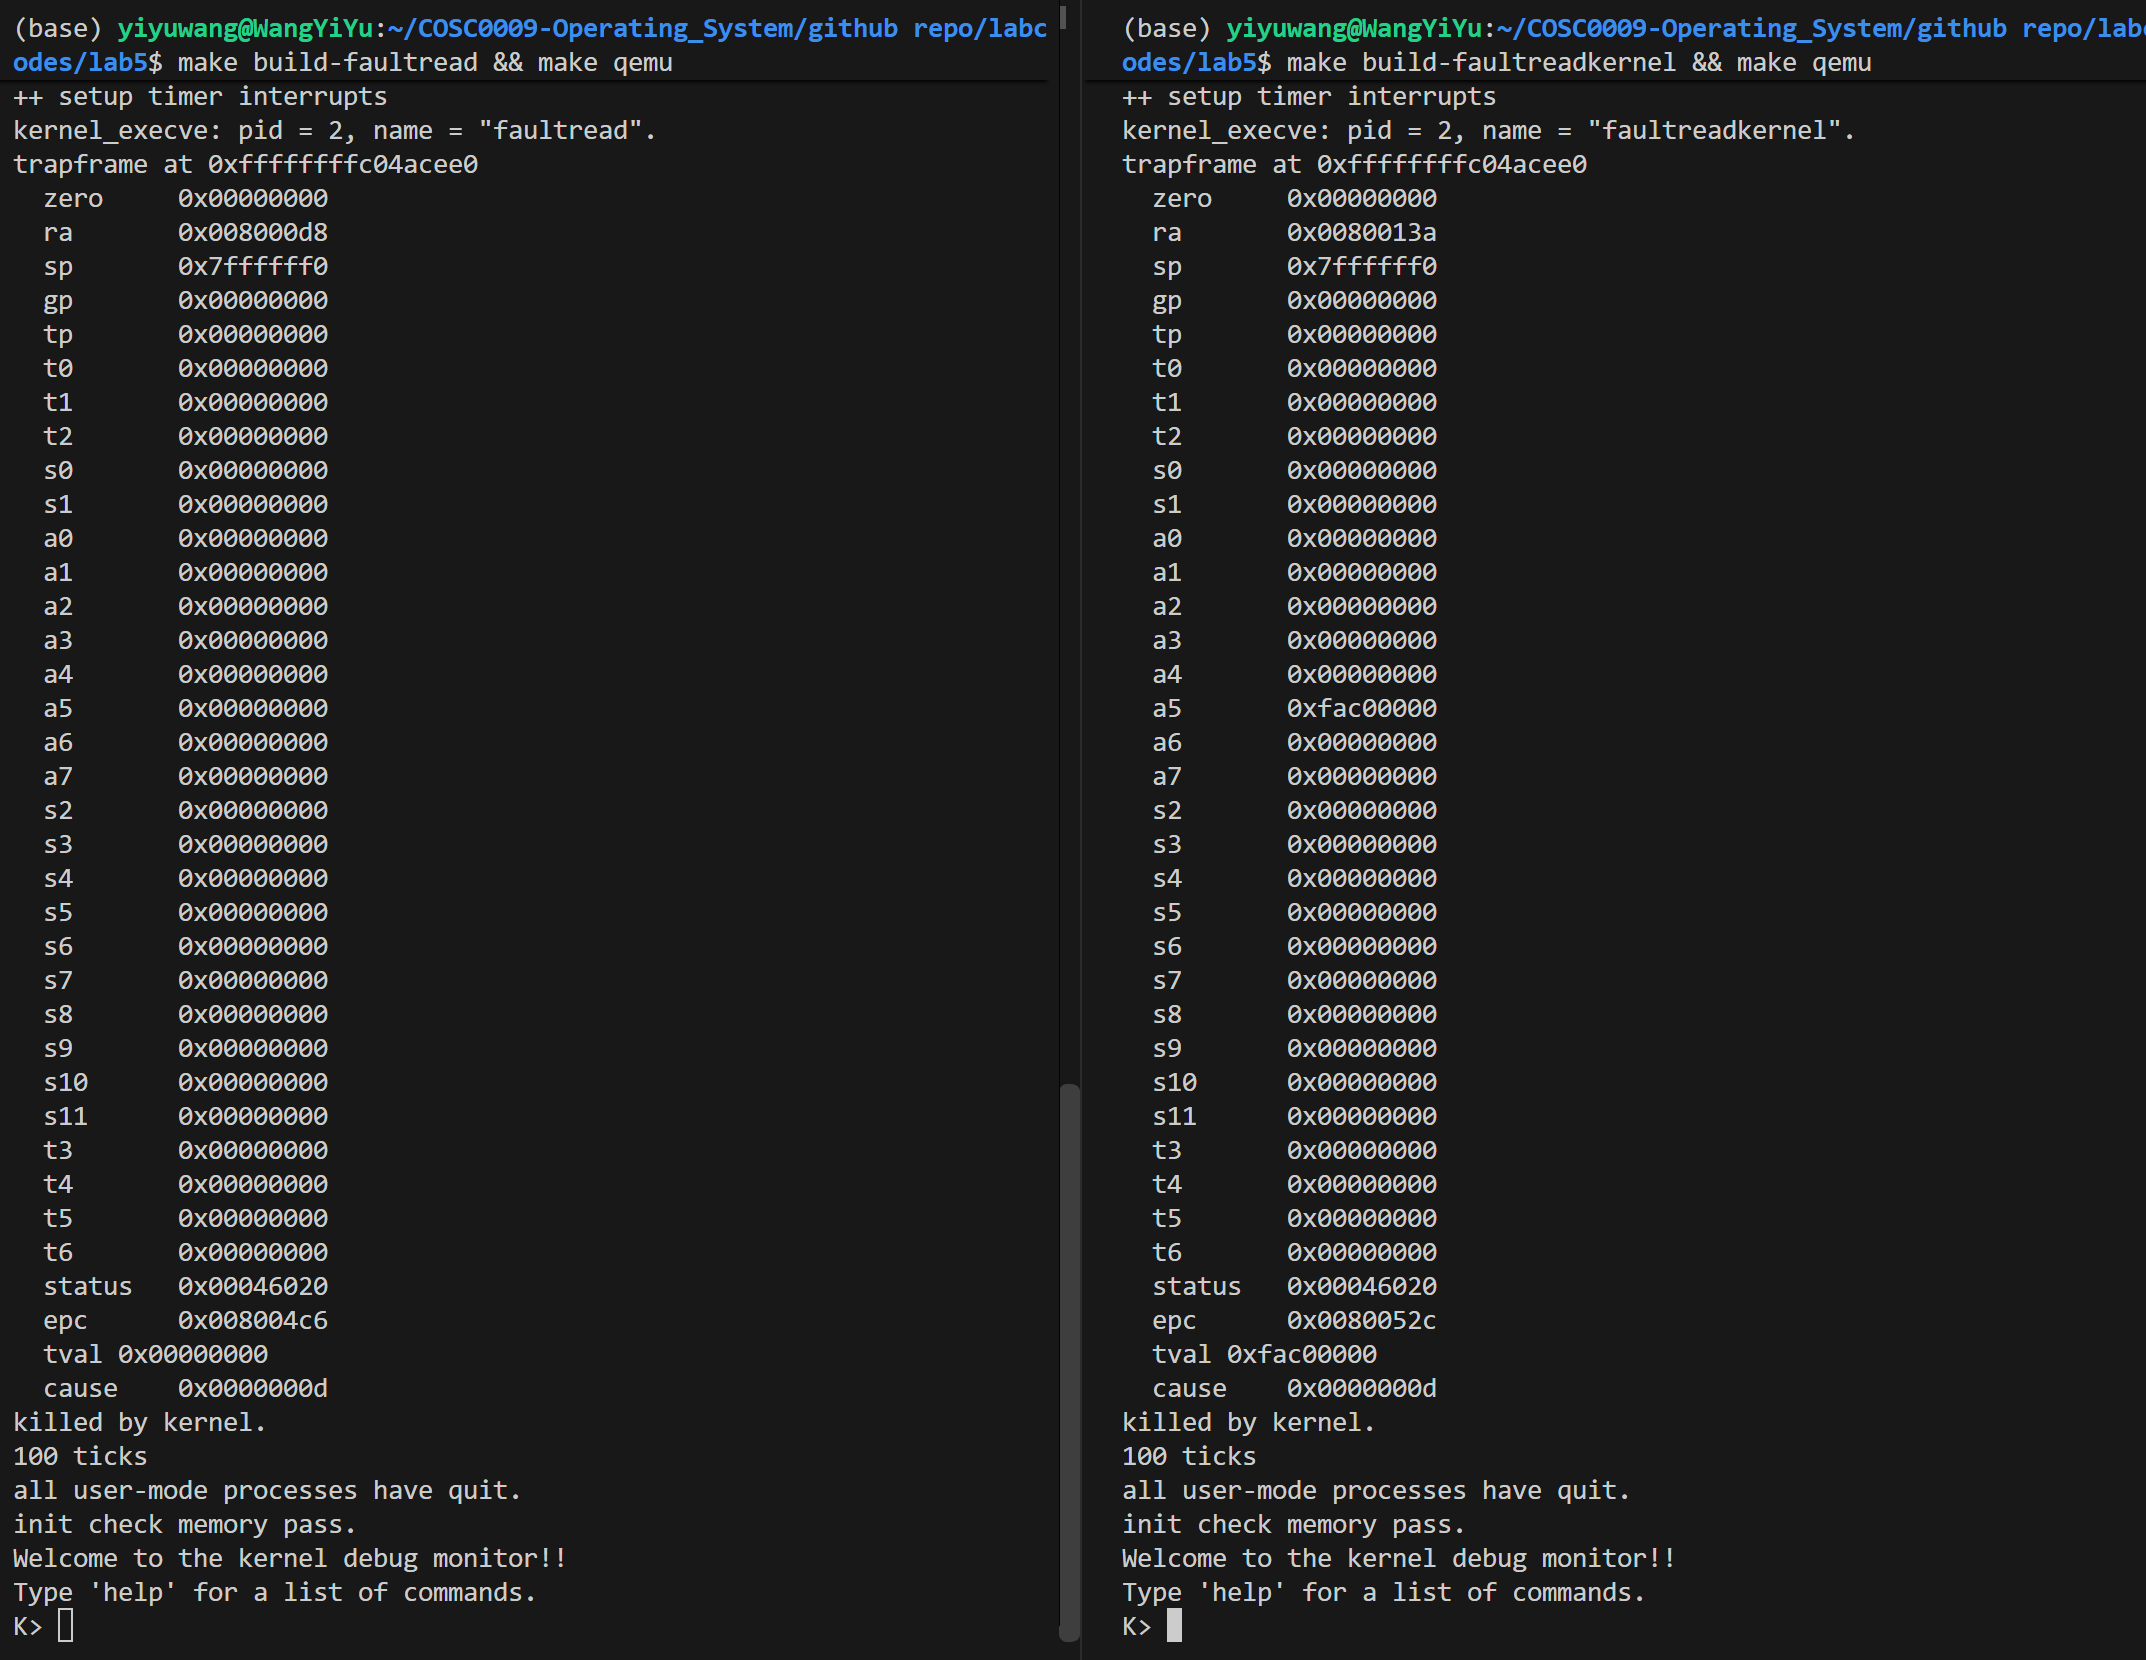 (base) yiyuwang@WangYiYu:~/COSC0009-Operating_System/github repo/labc
odes/lab5$ make build-faultread && make qemu
++ setup timer interrupts
kernel_execve: pid = 2, name = "faultread".
trapframe at 0xffffffffc04acee0
  zero     0x00000000
  ra       0x008000d8
  sp       0x7ffffff0
  gp       0x00000000
  tp       0x00000000
  t0       0x00000000
  t1       0x00000000
  t2       0x00000000
  s0       0x00000000
  s1       0x00000000
  a0       0x00000000
  a1       0x00000000
  a2       0x00000000
  a3       0x00000000
  a4       0x00000000
  a5       0x00000000
  a6       0x00000000
  a7       0x00000000
  s2       0x00000000
  s3       0x00000000
  s4       0x00000000
  s5       0x00000000
  s6       0x00000000
  s7       0x00000000
  s8       0x00000000
  s9       0x00000000
  s10      0x00000000
  s11      0x00000000
  t3       0x00000000
  t4       0x00000000
  t5       0x00000000
  t6       0x00000000
  status   0x00046020
  epc      0x008004c6
  tval 0x00000000
  cause    0x0000000d
killed by kernel.
100 ticks
all user-mode processes have quit.
init check memory pass.
Welcome to the kernel debug monitor!!
Type 'help' for a list of commands.
K>
(base) yiyuwang@WangYiYu:~/COSC0009-Operating_System/github repo/labc
odes/lab5$ make build-faultreadkernel && make qemu
++ setup timer interrupts
kernel_execve: pid = 2, name = "faultreadkernel".
trapframe at 0xffffffffc04acee0
  zero     0x00000000
  ra       0x0080013a
  sp       0x7ffffff0
  gp       0x00000000
  tp       0x00000000
  t0       0x00000000
  t1       0x00000000
  t2       0x00000000
  s0       0x00000000
  s1       0x00000000
  a0       0x00000000
  a1       0x00000000
  a2       0x00000000
  a3       0x00000000
  a4       0x00000000
  a5       0xfac00000
  a6       0x00000000
  a7       0x00000000
  s2       0x00000000
  s3       0x00000000
  s4       0x00000000
  s5       0x00000000
  s6       0x00000000
  s7       0x00000000
  s8       0x00000000
  s9       0x00000000
  s10      0x00000000
  s11      0x00000000
  t3       0x00000000
  t4       0x00000000
  t5       0x00000000
  t6       0x00000000
  status   0x00046020
  epc      0x0080052c
  tval 0xfac00000
  cause    0x0000000d
killed by kernel.
100 ticks
all user-mode processes have quit.
init check memory pass.
Welcome to the kernel debug monitor!!
Type 'help' for a list of commands.
K>